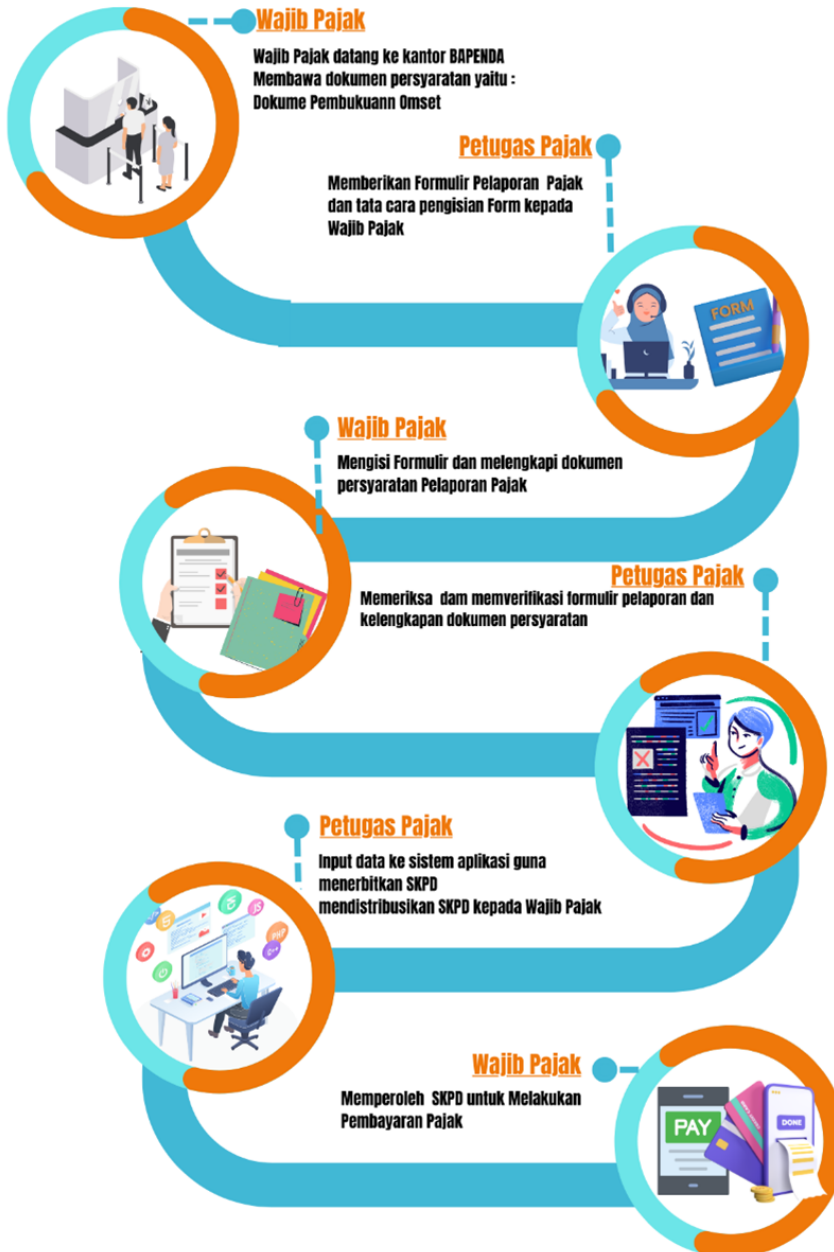 Wajib Pajak
Wajib Pajak datang ke kantor BAPENDA
Membawa dokumen persyaratan yaitu :
Dokume Pembukuann Omset
Petugas Pajak
Memberikan Formulir Pelaporan Pajak
dan tata cara pengisian Form kepada
Wajib Pajak
FORM
Wajib Pajak
Mengisi Formulir dan melengkapi dokumen
persyaratan Pelaporan Pajak
Petugas Pajak
Memeriksa dam memverifikasi formulir pelaporan dan
kelengkapan dokumen persyaratan
Petugas Pajak
Input data ke sistem aplikasi guna
menerbitkan SKPD
mendistribusikan SKPD kepada Wajib Pajak
JS
PHP
C++
Wajib Pajak
Memperoleh SKPD untuk Melakukan
Pembayaran Pajak
PAY
DONE